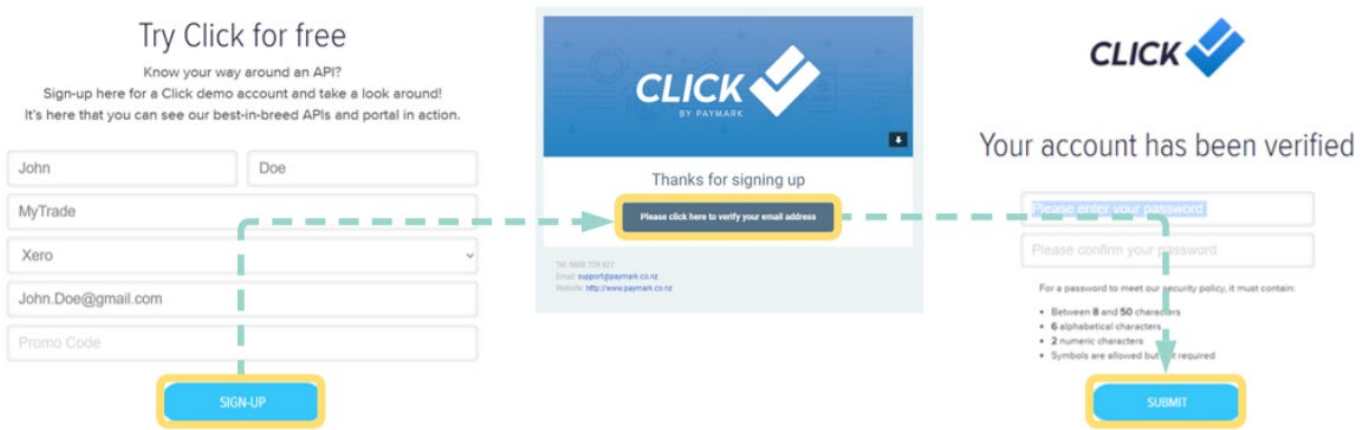 Try Click for free
Know your way around an API?
Sign-up here for a Click demo account and take a look around!
It's here that you can see our best-in-breed APIs and portal in action.
John
Doe
MyTrade
Xero
John.Doe@gmail.com
Promo Code
SIGN-UP
CLICK
BY PAYMARK
Thanks for signing up
Please click here to verify your email address
Tel: 0800 729 627
Email: support@paymark.co.nz
Website: http://www.paymark.co.nz
CLICK
Your account has been verified
Please enter your password
Please confirm your password
For a password to meet our security policy, it must contain:
Between 8 and 50 characters
6 alphabetical characters
2 numeric characters
Symbols are allowed but not required
SUBMIT